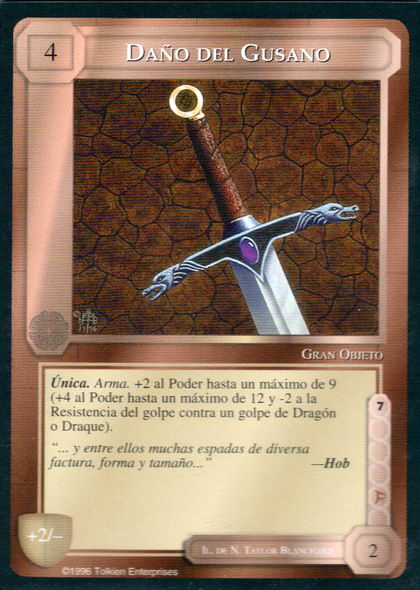 4
DAÑO DEL GUSANO
GRAN OBJETO
Única. Arma. +2 al Poder hasta un máximo de 9
(+4 al Poder hasta un máximo de 12 y -2 a la
Resistencia del golpe contra un golpe de Dragón
o Draque).
"... y entre ellos muchas espadas de diversa
factura, forma y tamaño..." —Hob
7
+2/–
IL. DE N. TAYLOR BLANCHARD
2
©1996 Tolkien Enterprises